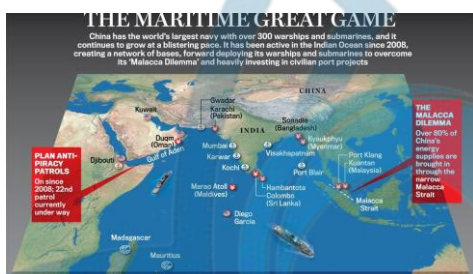 THE MARITIME GREAT GAME
China has the world's largest navy with over 300 warships and submarines, and it
continues to grow at a blistering pace. It has been active in the Indian Ocean since 2008,
creating a network of bases, forward deploying its warships and submarines to overcome
its 'Malacca Dilemma' and heavily investing in civilian port projects
CHINA
THE
MALACCA
DILEMMA
Over 80% of
China's
energy
supplies are
brought in
through the
narrow
Malacca
Strait
Kuwait
Gwadar
Karachi
(Pakistan)
INDIA
Sonadia
(Bangladesh)
Kyaukphyu
(Myanmar)
Duqm
(Oman)
Mumbai
Karwar
Kochi
Visakhapatnam
Port Blair
Port Klang
Kuantan
(Malaysia)
PLAN ANTI-
PIRACY
PATROLS
On since
2008; 22nd
patrol
currently
under way
Djibouti
Gulf of Aden
Marao Atoll
(Maldives)
Hambantota
Colombo
(Sri Lanka)
Malacca
Strait
Diego
Garcia
Madagascar
Mauritius